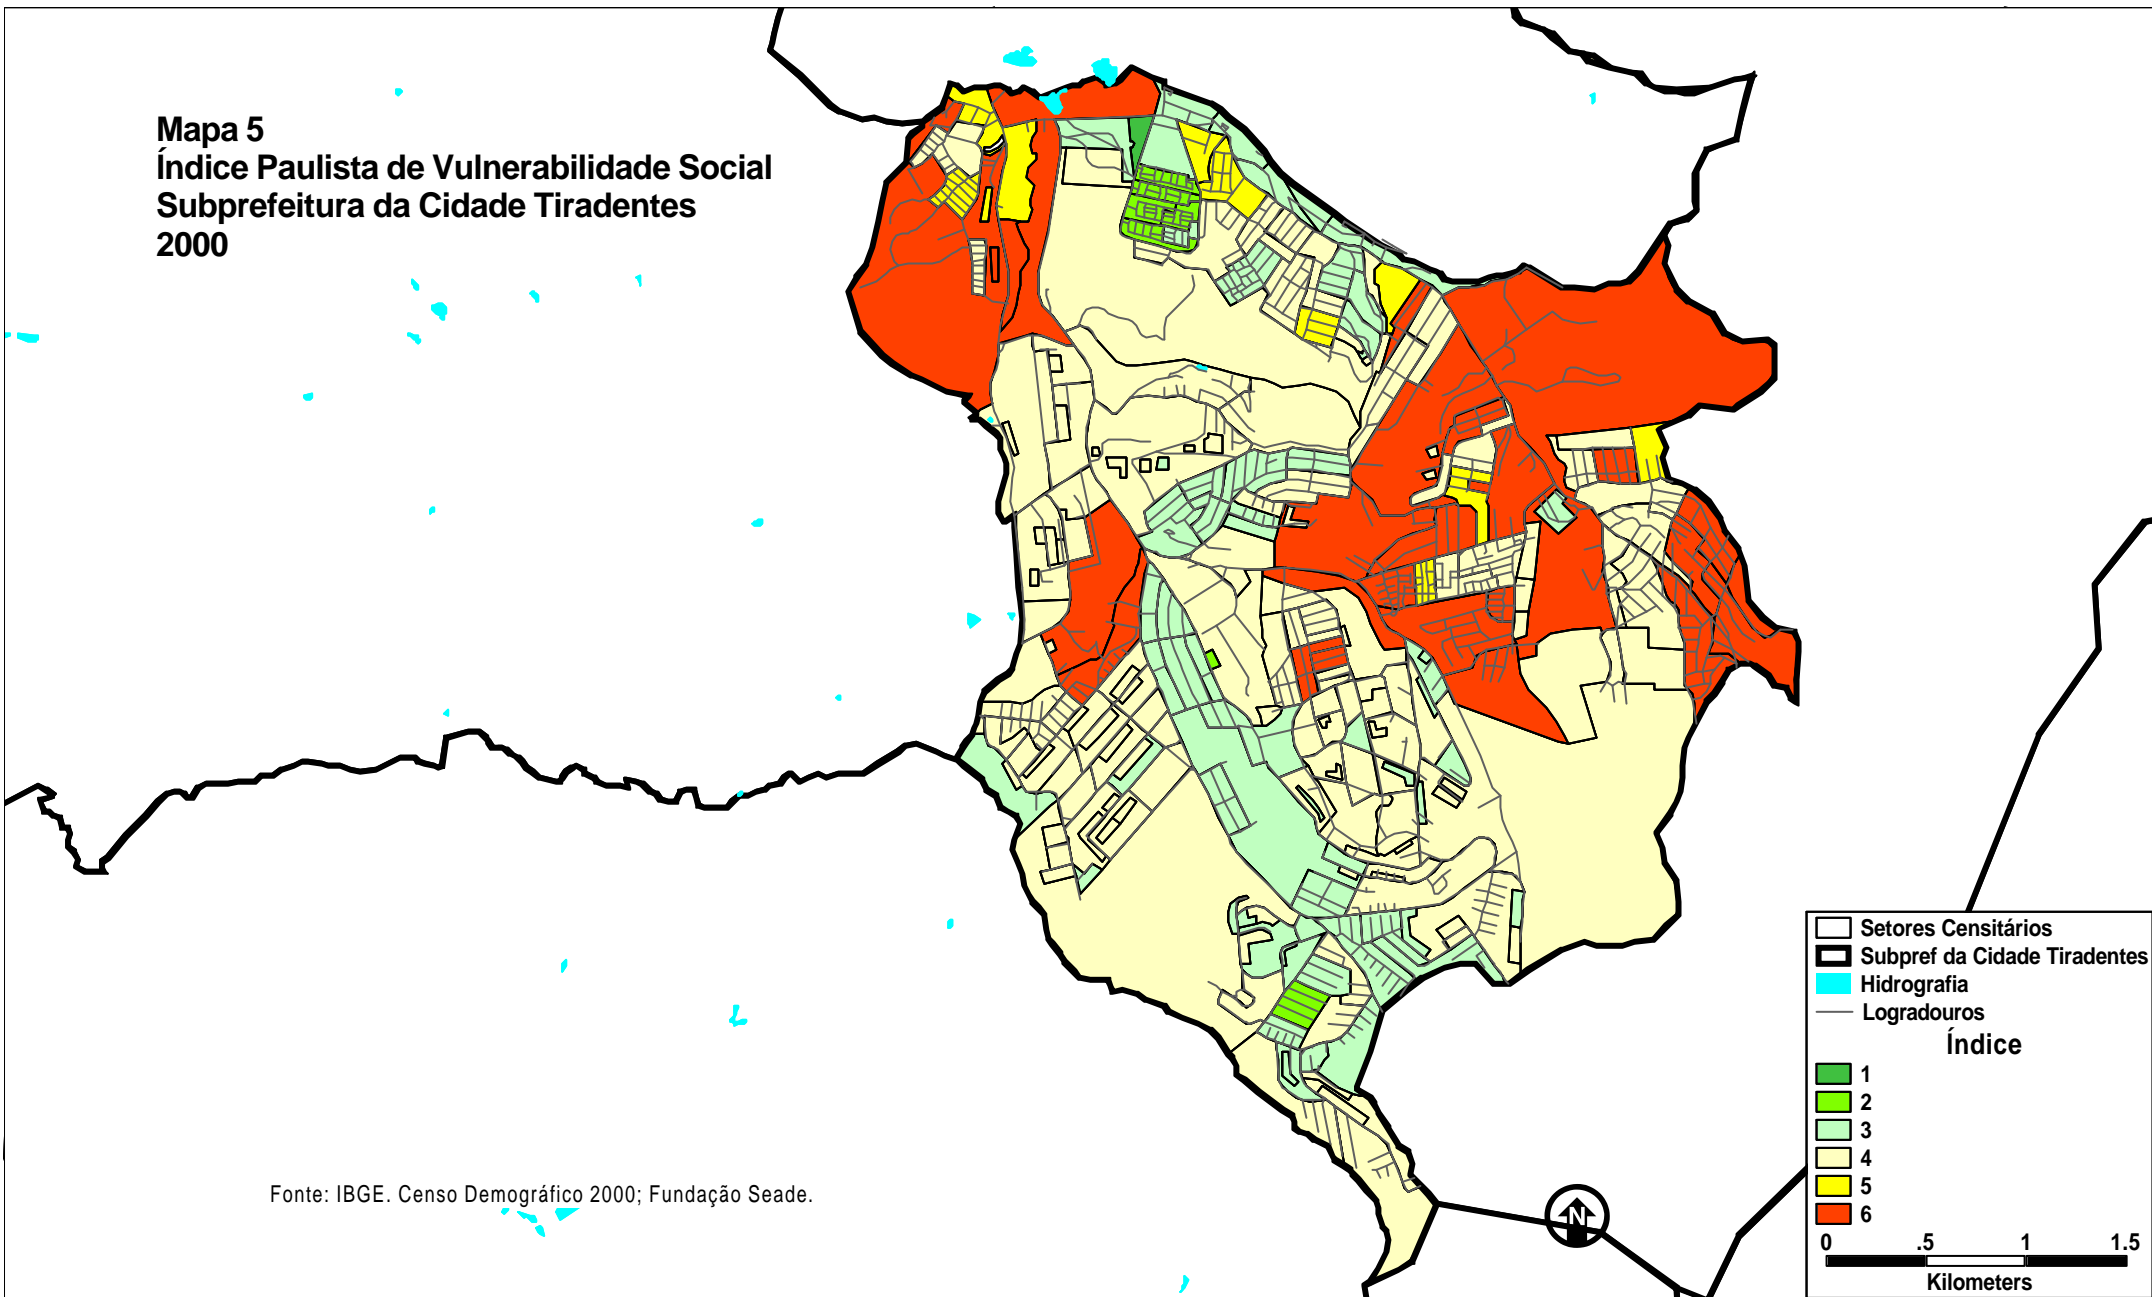 Mapa 5
Índice Paulista de Vulnerabilidade Social
Subprefeitura da Cidade Tiradentes
2000
Setores Censitários
Subpref da Cidade Tiradentes
Hidrografia
Logradouros
Índice
1
2
3
4
5
6
0 .5 1 1.5
Kilometers
N
Fonte: IBGE. Censo Demográfico 2000; Fundação Seade.